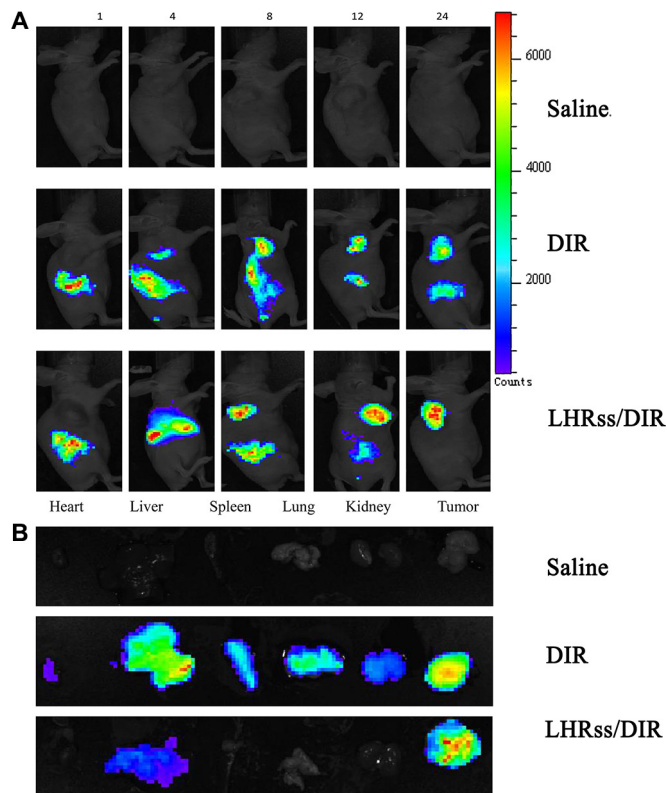 A
1 4 8 12 24
6000
Saline.
4000
DIR
2000
Counts
LHRss/DIR
Heart Liver Spleen Lung Kidney Tumor
B
Saline
DIR
LHRss/DIR